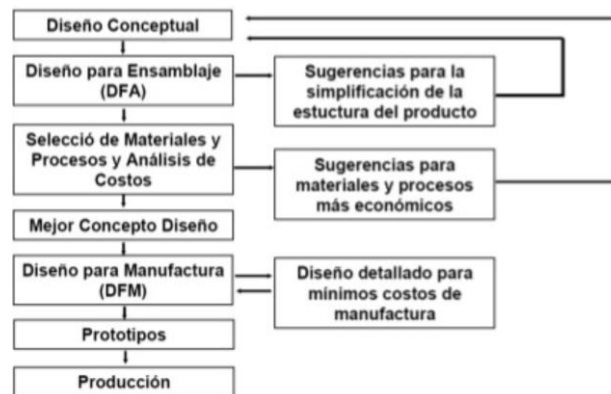 Diseño Conceptual
Diseño para Ensamblaje
(DFA)
Sugerencias para la
simplificación de la
estuctura del producto
Selecció de Materiales y
Procesos y Análisis de
Costos
Sugerencias para
materiales y procesos
más económicos
Mejor Concepto Diseño
Diseño para Manufactura
(DFM)
Diseño detallado para
mínimos costos de
manufactura
Prototipos
Producción